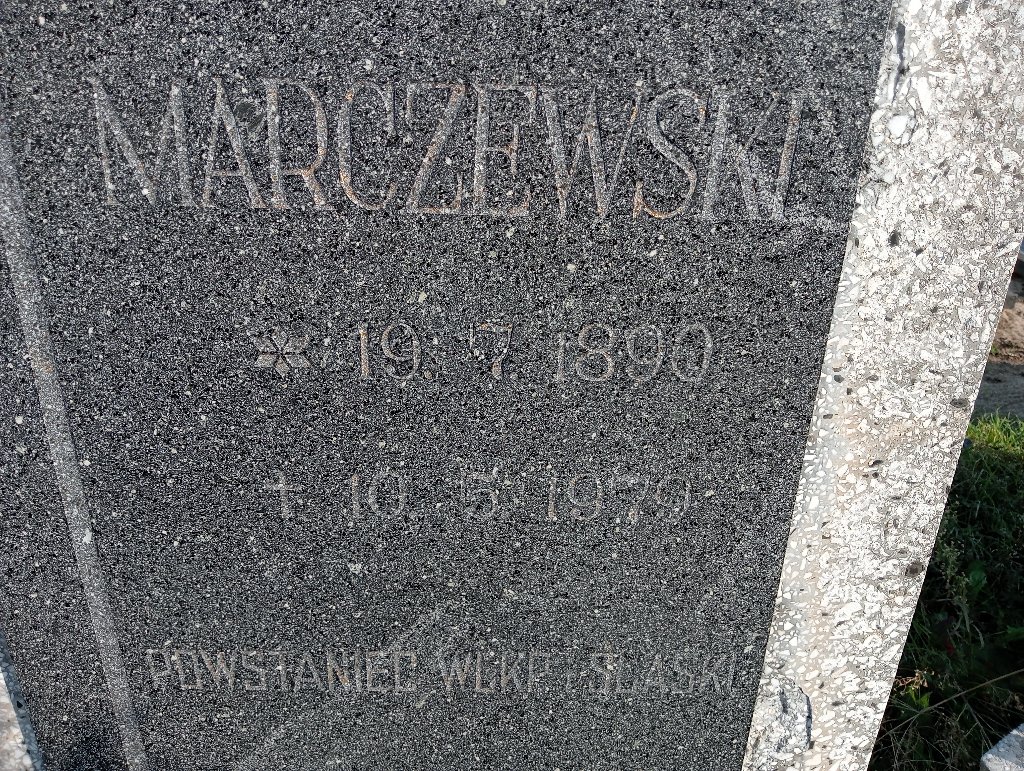 MARCZEWSKI
* 19. 7. 1890
† 10. 5. 1979
POWSTANIEC WLKP. I ŚLĄSKI